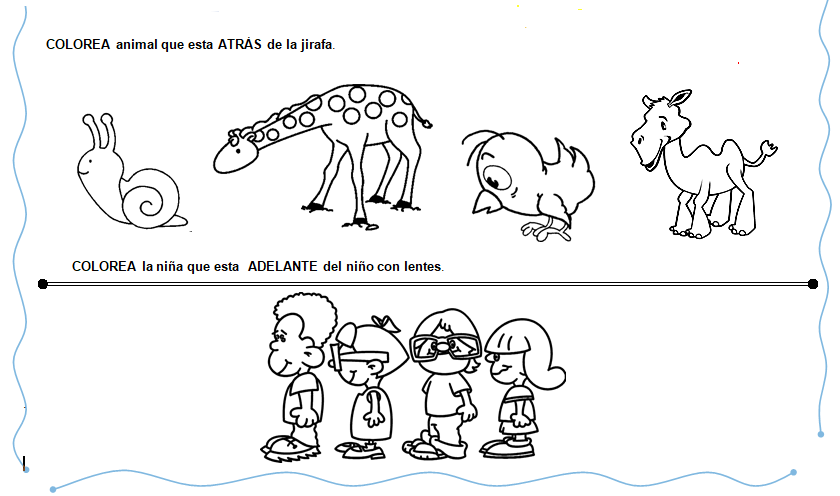 COLOREA animal que esta ATRÁS de la jirafa.
COLOREA la niña que esta ADELANTE del niño con lentes.